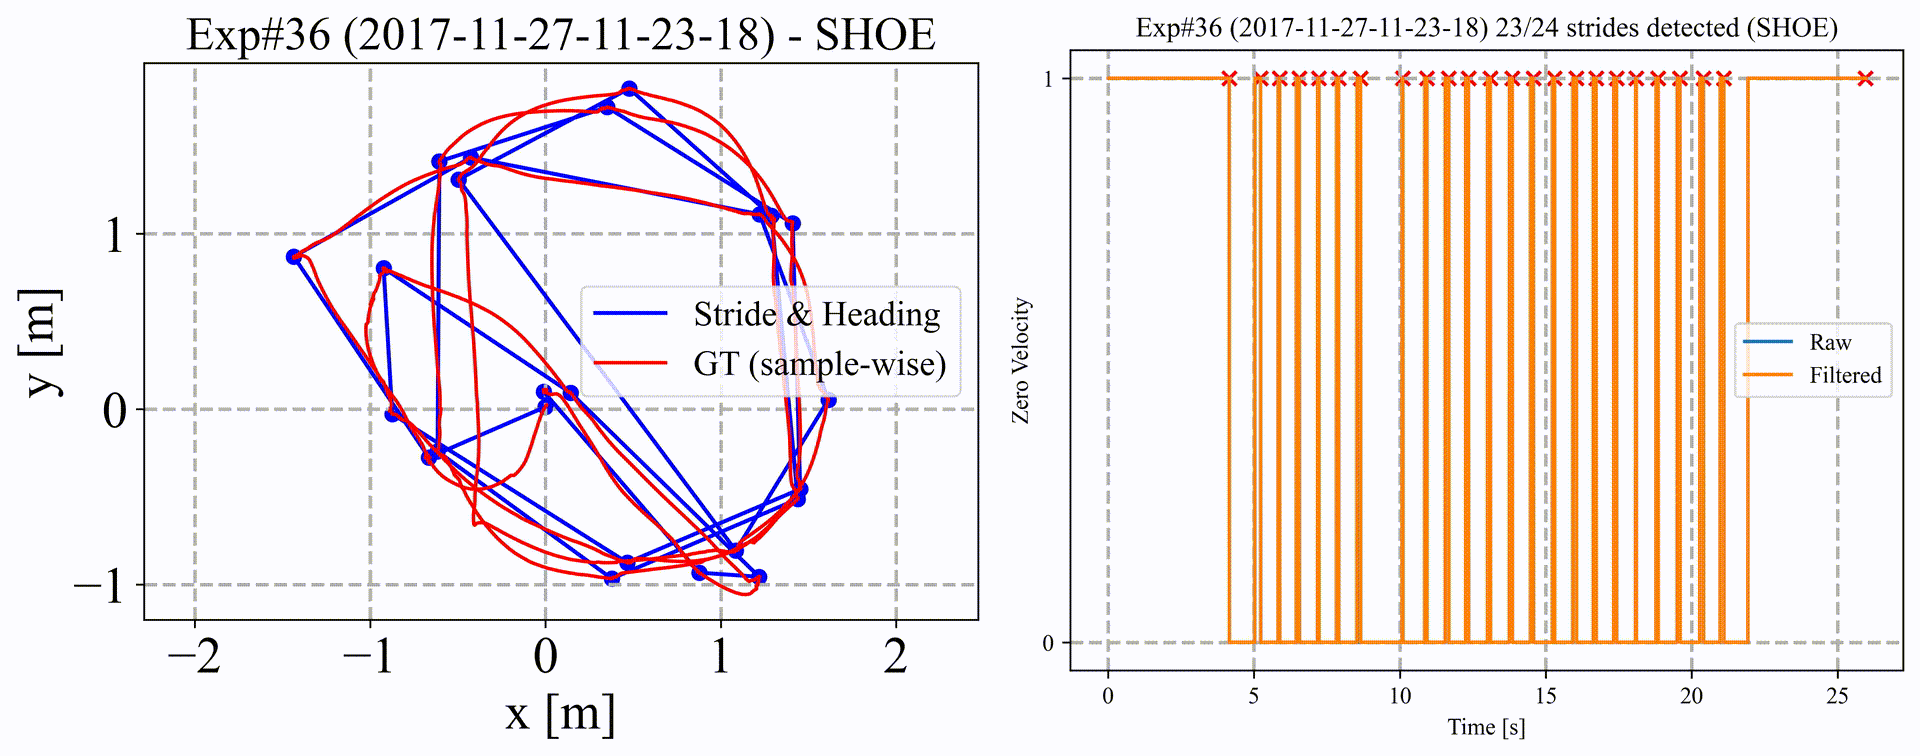 Exp#36 (2017-11-27-11-23-18) - SHOE
y [m]
1
0
−1
Stride & Heading
GT (sample-wise)
−2
−1
0
1
2
x [m]
Exp#36 (2017-11-27-11-23-18) 23/24 strides detected (SHOE)
Zero Velocity
1
0
Raw
Filtered
0
5
10
15
20
25
Time [s]